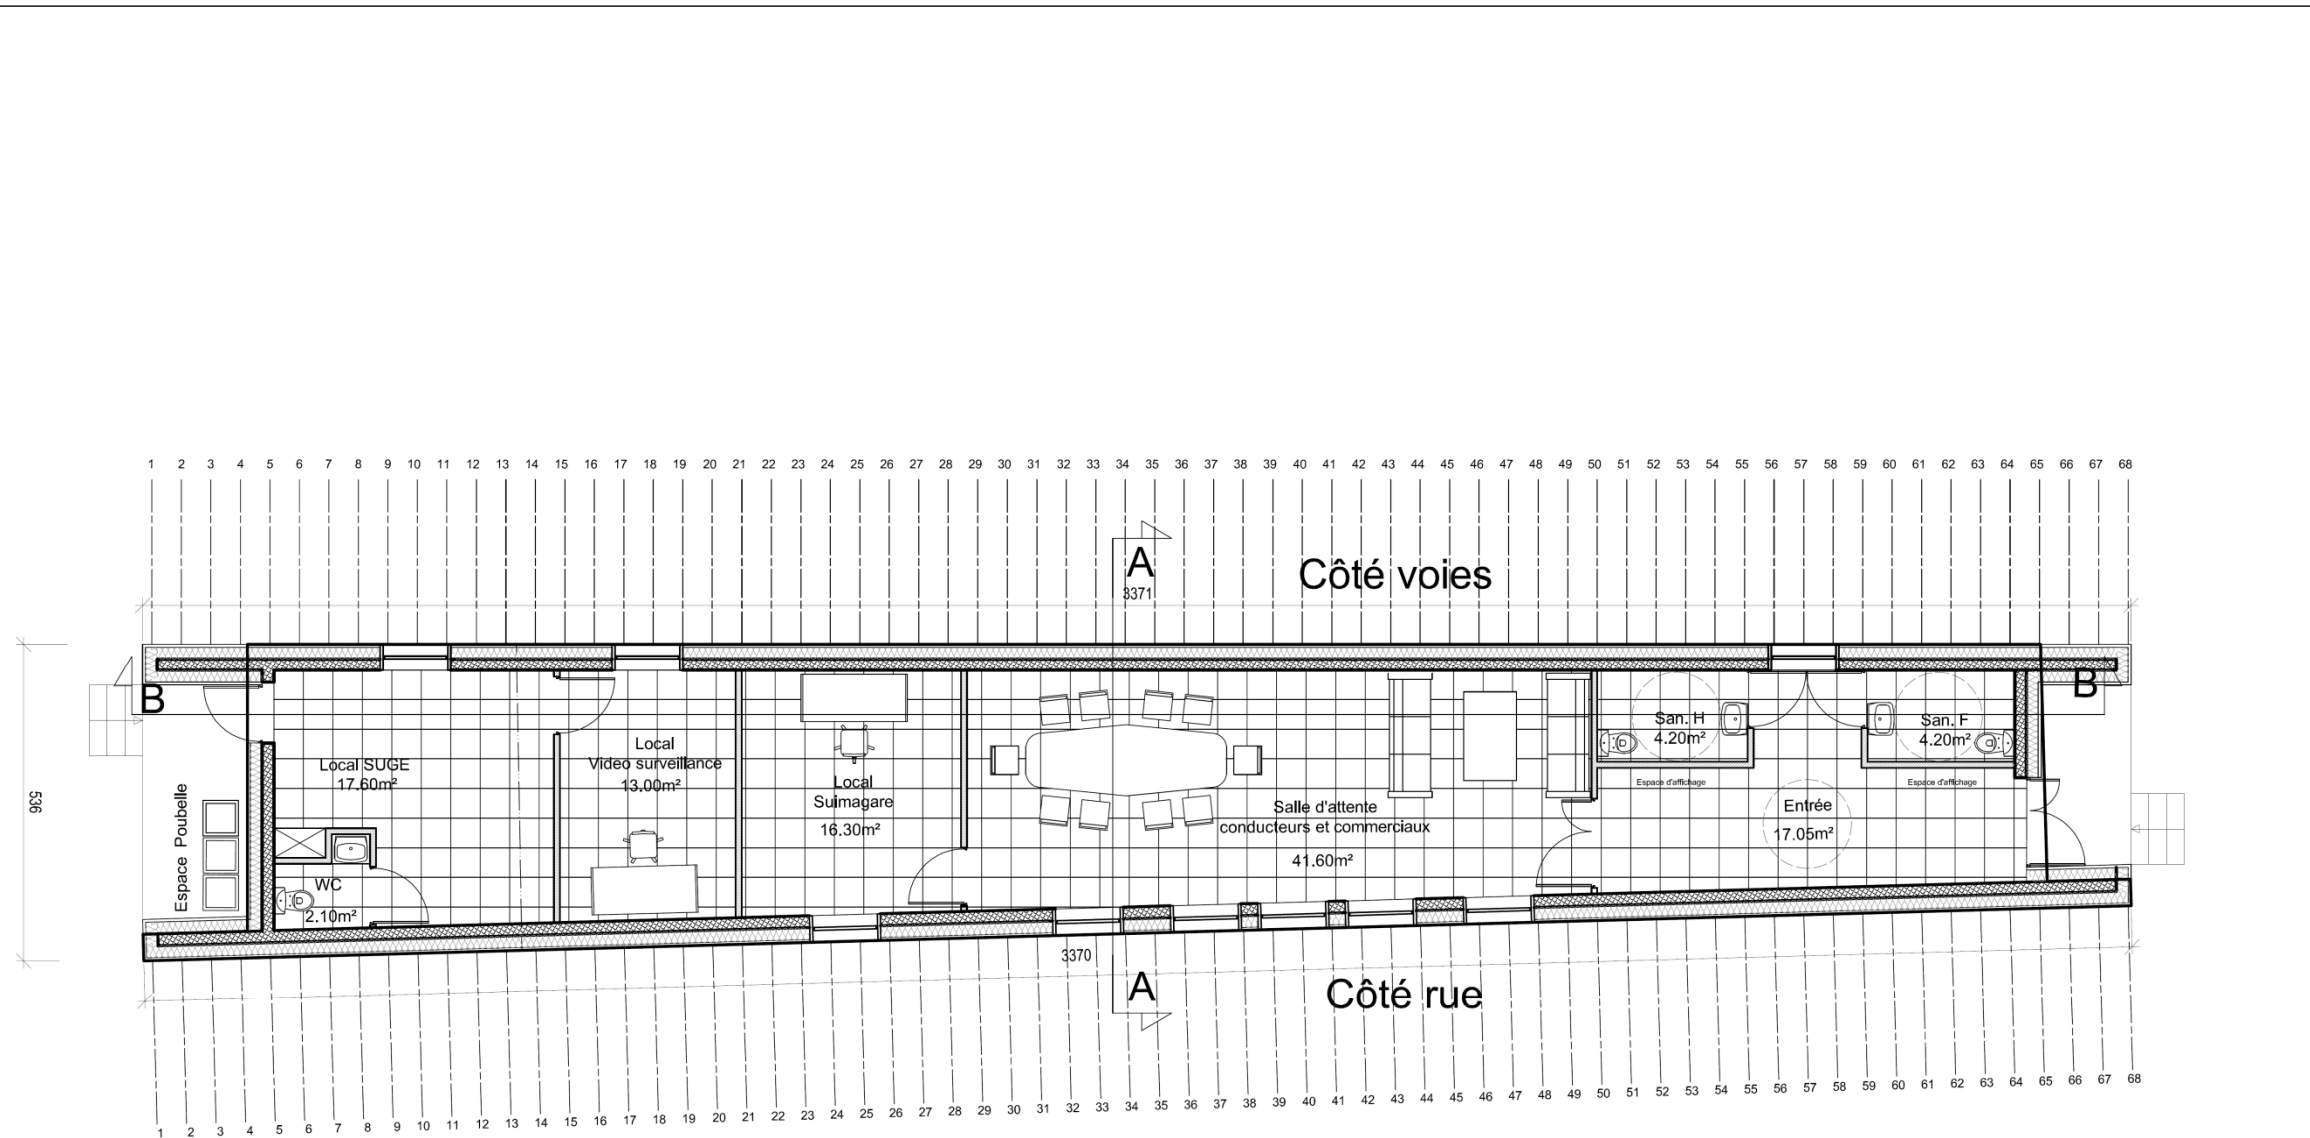 1 2 3 4 5 6 7 8 9 10 11 12 13 14 15 16 17 18 19 20 21 22 23 24 25 26 27 28 29 30 31 32 33 34 35 36 37 38 39 40 41 42 43 44 45 46 47 48 49 50 51 52 53 54 55 56 57 58 59 60 61 62 63 64 65 66 67 68
A
Côté voies
3371
B
B
536
Espace Poubelle
Local SUGE
17.60m²
WC
2.10m²
Local
Video surveillance
13.00m²
Local
Suimagare
16.30m²
Salle d'attente
conducteurs et commerciaux
41.60m²
San. H
4.20m²
Espace d'affichage
San. F
4.20m²
Espace d'affichage
Entrée
17.05m²
3370
A
Côté rue
1 2 3 4 5 6 7 8 9 10 11 12 13 14 15 16 17 18 19 20 21 22 23 24 25 26 27 28 29 30 31 32 33 34 35 36 37 38 39 40 41 42 43 44 45 46 47 48 49 50 51 52 53 54 55 56 57 58 59 60 61 62 63 64 65 66 67 68